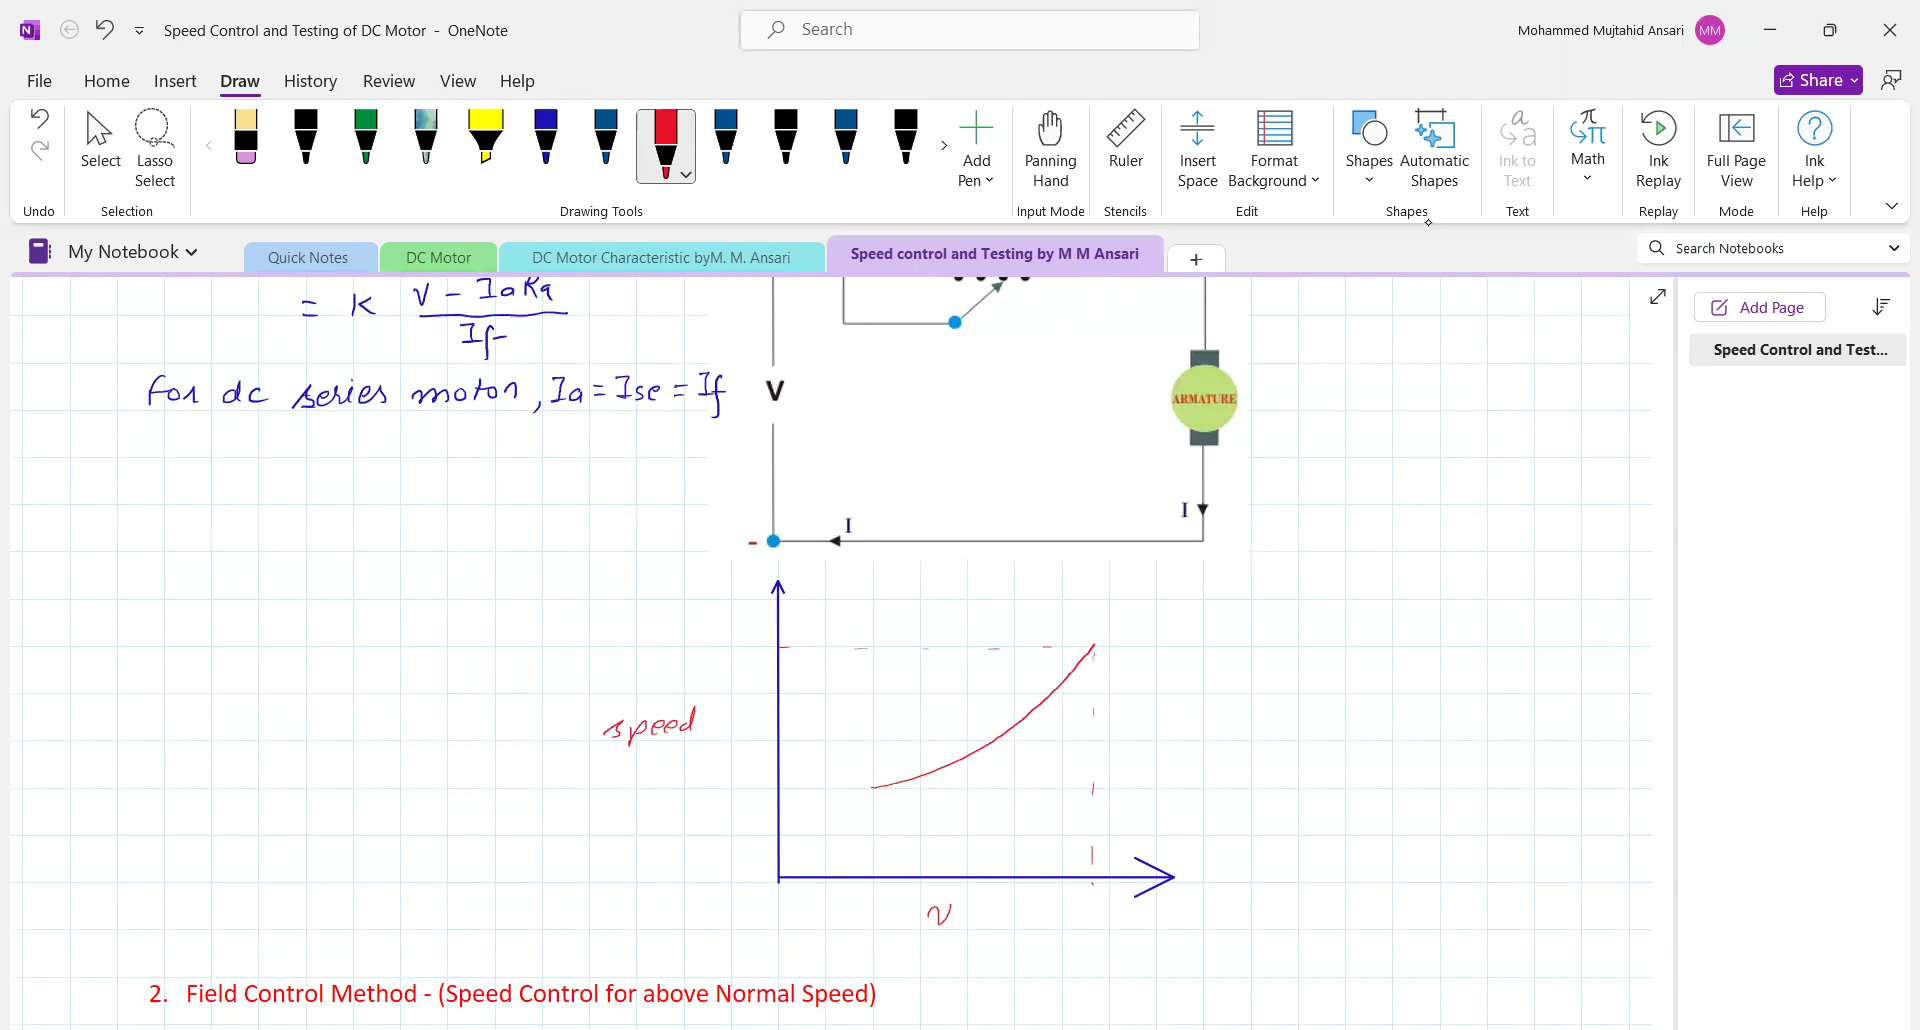 Speed Control and Testing of DC Motor - OneNote
Search
Mohammed Mujtahid Ansari
MM
File Home Insert Draw History Review View Help
Share
Select
Lasso Select
Add Pen
Panning Hand
Ruler
Insert Space
Format Background
Shapes
Automatic Shapes
Ink to Text
Math
Ink Replay
Full Page View
Ink Help
Undo Selection Drawing Tools Input Mode Stencils Edit Shapes Text Replay Mode Help
My Notebook
Quick Notes
DC Motor
DC Motor Characteristic byM. M. Ansari
Speed control and Testing by M M Ansari
+
Search Notebooks
Add Page
Speed Control and Test...
= K V - IaRa
If
For dc series motor, Ia = Ise = If
V
ARMATURE
I
I
-
speed
V
2. Field Control Method - (Speed Control for above Normal Speed)